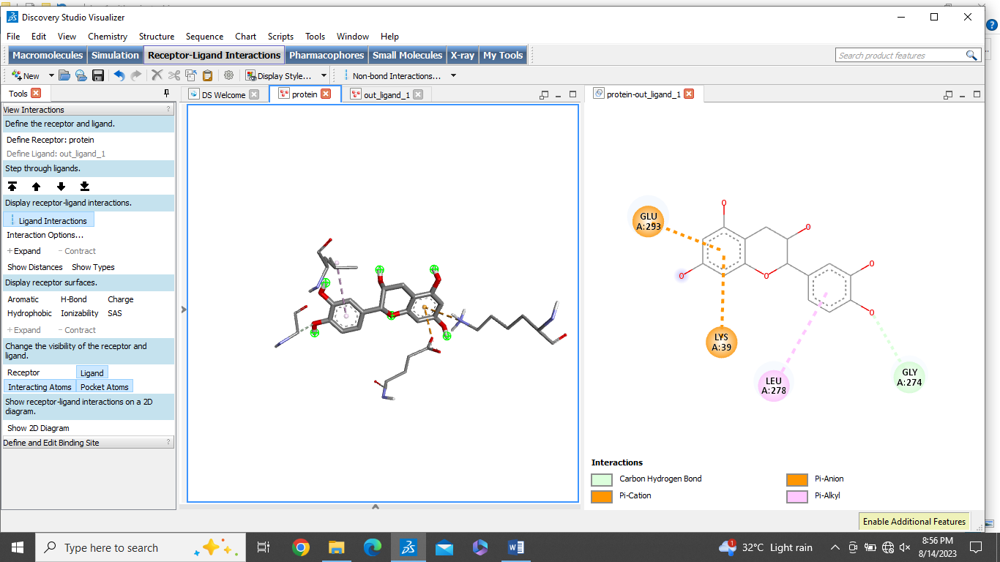 Discovery Studio Visualizer
File Edit View Chemistry Structure Sequence Chart Scripts Tools Window Help
Macromolecules Simulation Receptor-Ligand Interactions Pharmacophores Small Molecules X-ray My Tools
Search product features
New Display Style... Non-bond Interactions...
Tools
DS Welcome protein out_ligand_1
protein-out_ligand_1
View Interactions ?
Define the receptor and ligand.
Define Receptor: protein
Define Ligand: out_ligand_1
Step through ligands.
Display receptor-ligand interactions.
Ligand Interactions
Interaction Options...
+ Expand − Contract
Show Distances Show Types
Display receptor surfaces.
Aromatic H-Bond Charge
Hydrophobic Ionizability SAS
+ Expand − Contract
Change the visibility of the receptor and
ligand.
Receptor Ligand
Interacting Atoms Pocket Atoms
Show receptor-ligand interactions on a 2D
diagram.
Show 2D Diagram
Define and Edit Binding Site ?
O
GLU
A:293
O
O
O
O
O
LYS
A:39
LEU
A:278
GLY
A:274
Interactions
Carbon Hydrogen Bond
Pi-Cation
Pi-Anion
Pi-Alkyl
Enable Additional Features
Type here to search
1
32°C Light rain
8:56 PM
8/14/2023